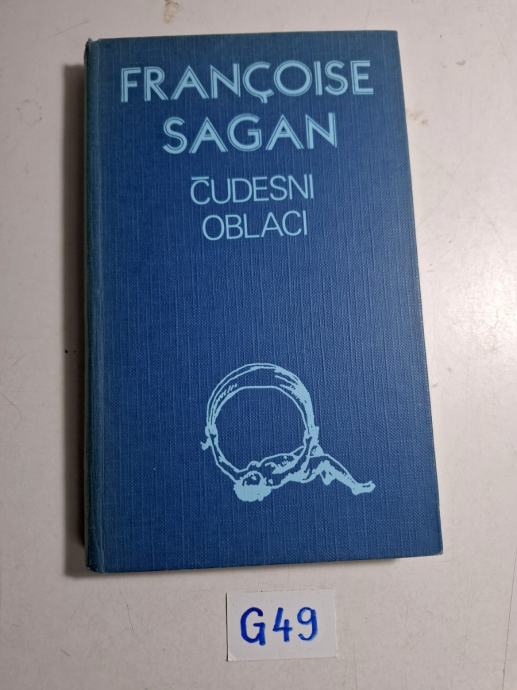 FRANÇOISE
SAGAN
ČUDESNI
OBLACI
G49